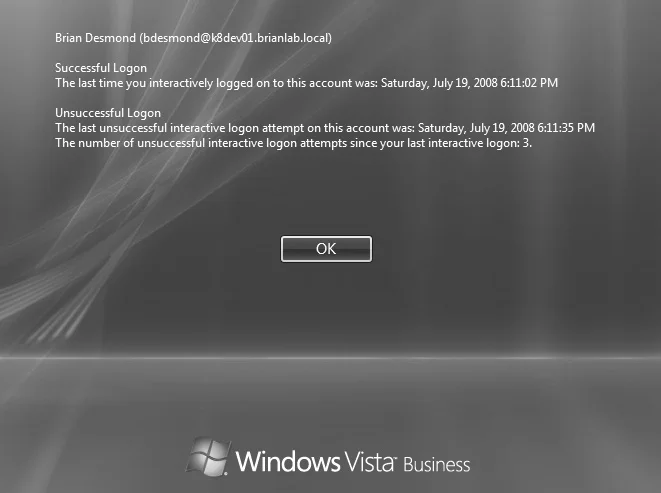 Brian Desmond (bdesmond@k8dev01.brianlab.local)
Successful Logon
The last time you interactively logged on to this account was: Saturday, July 19, 2008 6:11:02 PM
Unsuccessful Logon
The last unsuccessful interactive logon attempt on this account was: Saturday, July 19, 2008 6:11:35 PM
The number of unsuccessful interactive logon attempts since your last interactive logon: 3.
OK
Windows Vista™ Business